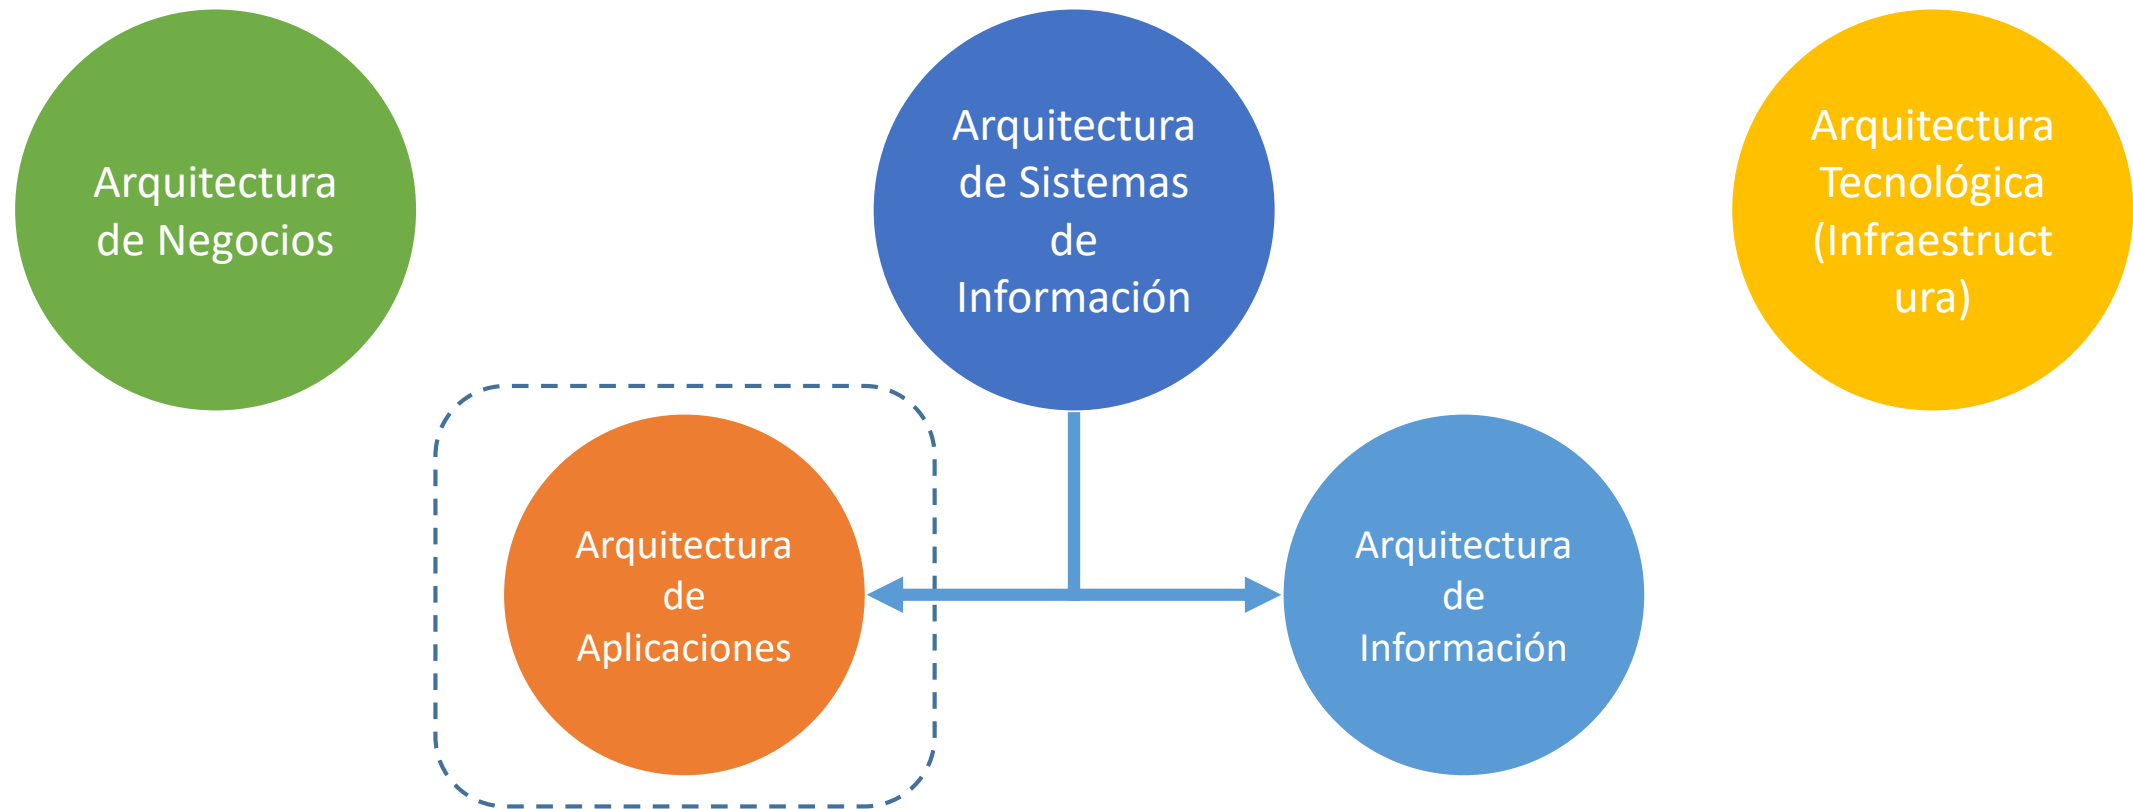 Arquitectura
de Negocios
Arquitectura
de Sistemas
de
Información
Arquitectura
Tecnológica
(Infraestruct
ura)
Arquitectura
de
Aplicaciones
Arquitectura
de
Información